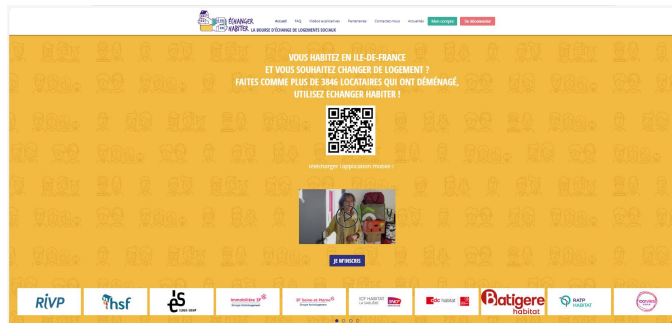 ÉCHANGER
HABITER LA BOURSE D'ÉCHANGE DE LOGEMENTS SOCIAUX
Accueil FAQ Vidéos explicatives Partenaires Contactez-nous Actualités Mon compte Se déconnecter
VOUS HABITEZ EN ILE-DE-FRANCE
ET VOUS SOUHAITEZ CHANGER DE LOGEMENT ?
FAITES COMME PLUS DE 3846 LOCATAIRES QUI ONT DÉMÉNAGÉ,
UTILISEZ ECHANGER HABITER !
Télécharger l'application mobile !
JE M'INSCRIS
RIVP
hsf
Immobilière 3F
3F Seine-et-Marne
ICF HABITAT
LA SABLIÈRE
SNCF
cdc habitat
Batigere
habitat
RATP
HABITAT